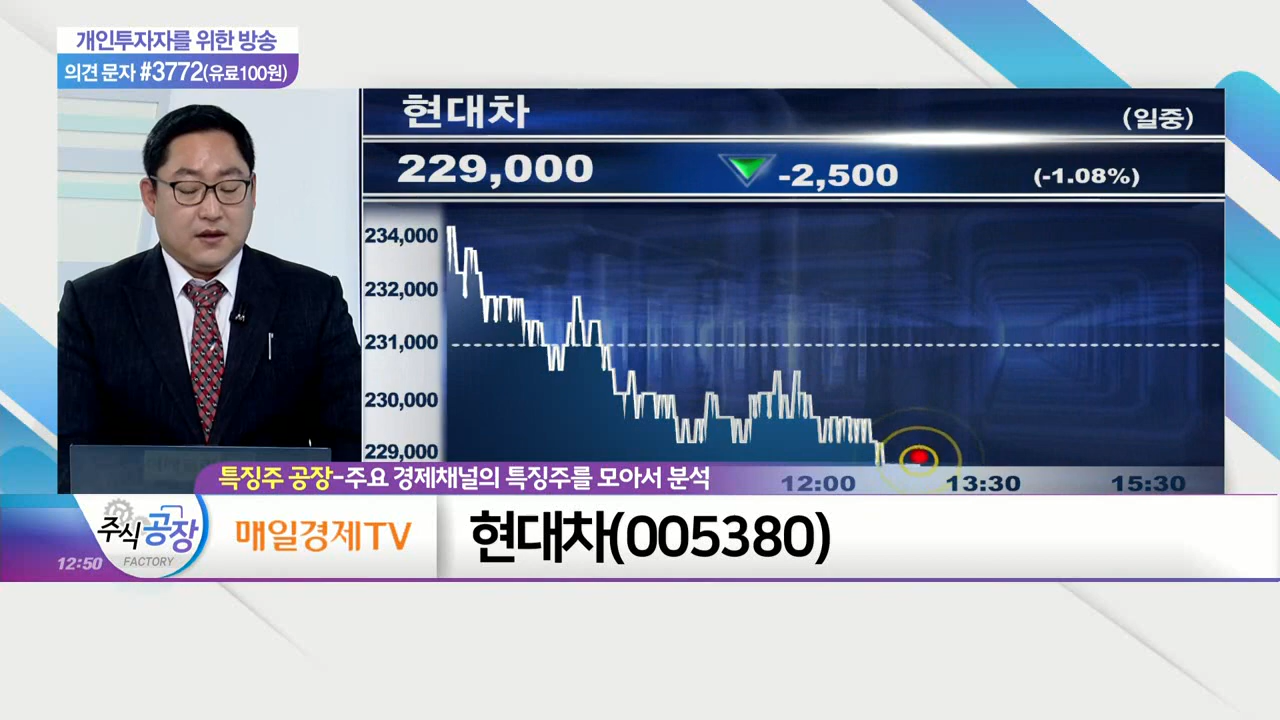 개인투자자를 위한 방송
의견 문자 #3772(유료100원)
현대차
(일중)
229,000
-2,500
(-1.08%)
234,000
232,000
231,000
230,000
229,000
12:00
13:30
15:30
특징주 공장-주요 경제채널의 특징주를 모아서 분석
주식공장
FACTORY
12:50
매일경제TV
현대차(005380)